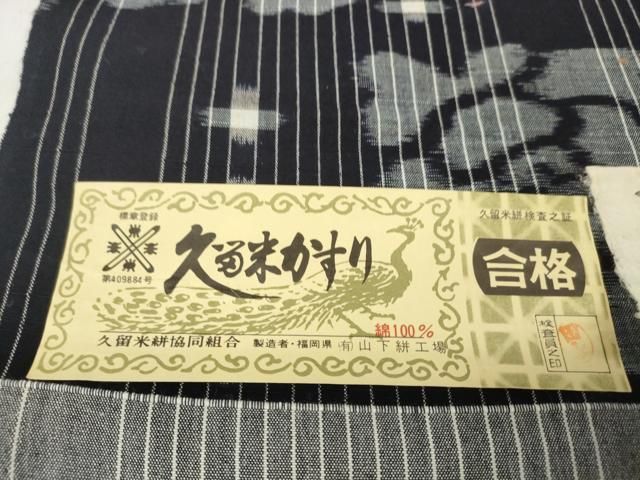 標章登録
第409884号
久留米かすり
綿100%
久留米絣協同組合 製造者・福岡県 (有)山下絣工場
久留米絣検査之証
合格
検査員之印